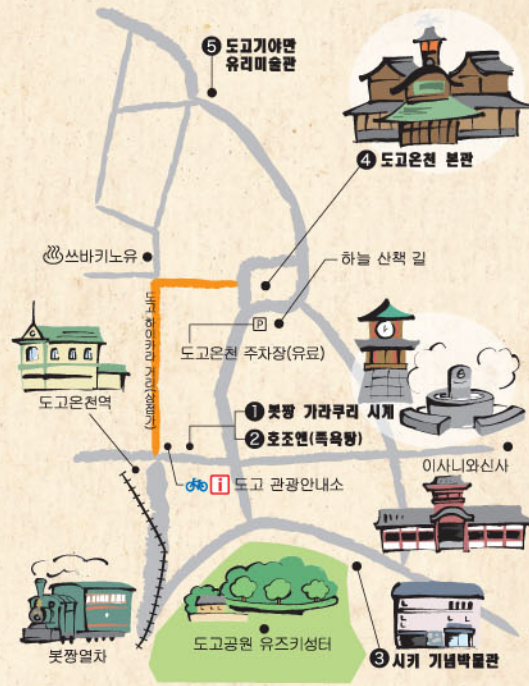 ❺ 도고기야만
유리미술관
❹ 도고온천 본관
쓰바키노유
하늘 산책 길
P
도고온천 주차장(유료)
도고 하이카라 거리(상점가)
도고온천역
❶ 봇짱 가라쿠리 시계
❷ 호조엔(족욕탕)
이사니와신사
i 도고 관광안내소
봇짱열차
도고공원 유즈키성터
❸ 시키 기념박물관